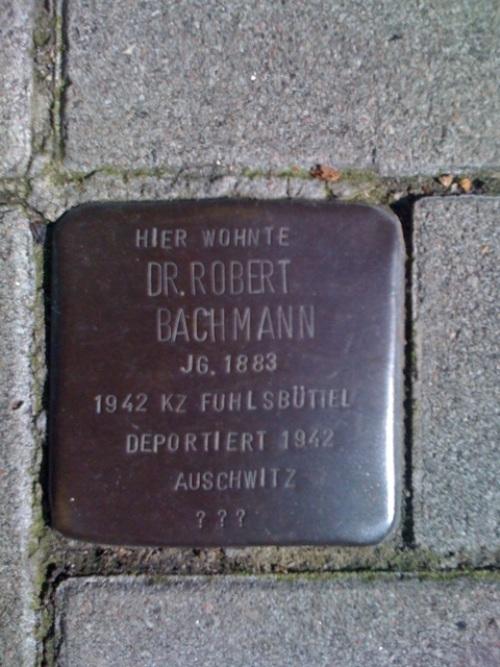 HIER WOHNTE
DR. ROBERT
BACHMANN
JG. 1883
1942 KZ FUHLSBÜTTEL
DEPORTIERT 1942
AUSCHWITZ
? ? ?